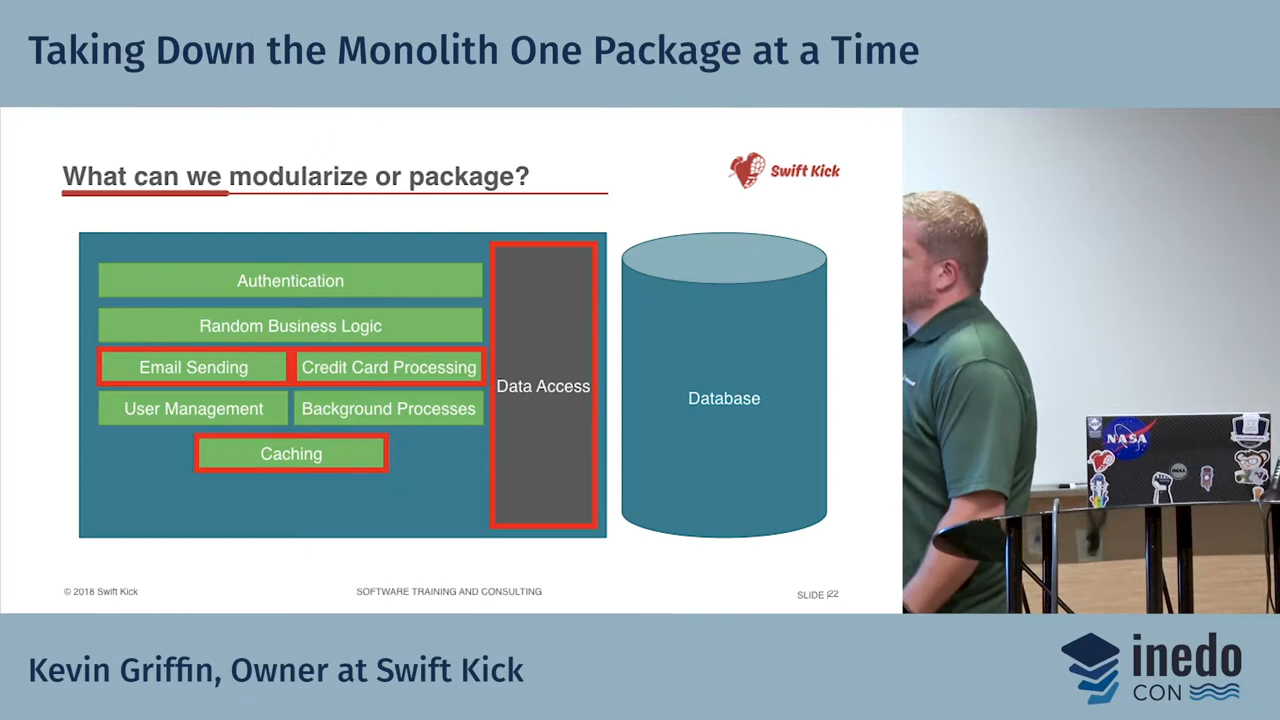 Taking Down the Monolith One Package at a Time
What can we modularize or package?
Swift Kick
Authentication
Random Business Logic
Email Sending
Credit Card Processing
Data Access
User Management
Background Processes
Caching
Database
© 2018 Swift Kick
SOFTWARE TRAINING AND CONSULTING
SLIDE 22
NASA
DELL
Kevin Griffin, Owner at Swift Kick
inedo
CON